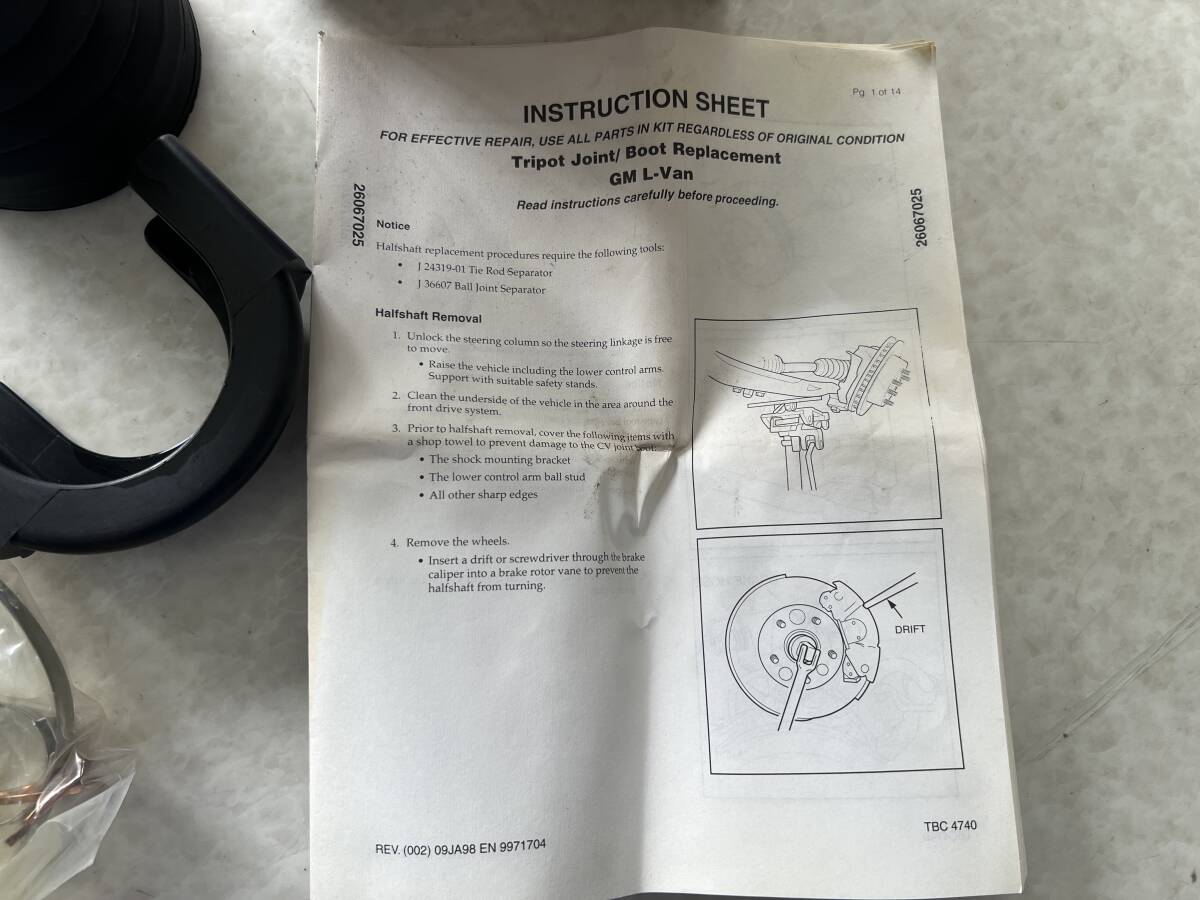 Pg 1 of 14
INSTRUCTION SHEET
FOR EFFECTIVE REPAIR, USE ALL PARTS IN KIT REGARDLESS OF ORIGINAL CONDITION
Tripot Joint/ Boot Replacement
GM L-Van
Read instructions carefully before proceeding.
26067025
26067025
Notice
Halfshaft replacement procedures require the following tools:
• J 24319-01 Tie Rod Separator
• J 36607 Ball Joint Separator
Halfshaft Removal
1. Unlock the steering column so the steering linkage is free
to move.
• Raise the vehicle including the lower control arms.
Support with suitable safety stands.
2. Clean the underside of the vehicle in the area around the
front drive system.
3. Prior to halfshaft removal, cover the following items with
a shop towel to prevent damage to the CV joint boot:
• The shock mounting bracket
• The lower control arm ball stud
• All other sharp edges
4. Remove the wheels.
• Insert a drift or screwdriver through the brake
caliper into a brake rotor vane to prevent the
halfshaft from turning.
DRIFT
TBC 4740
REV. (002) 09JA98 EN 9971704